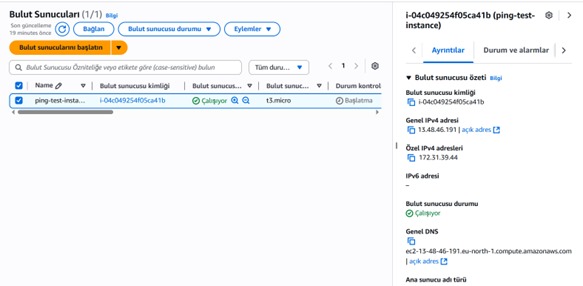 Bulut Sunucuları (1/1) Bilgi
Son güncelleme
19 minutes önce
Bağlan
Bulut sunucusu durumu
Eylemler
Bulut sunucularını başlatın
Bulut Sunucusu Özniteliğe veya etikete göre (case-sensitive) bulun
Tüm duru...
1
Name
Bulut sunucusu kimliği
Bulut sunucus...
Bulut sunuc...
Durum kontrol
ping-test-insta...
i-04c049254f05ca41b
Çalışıyor
t3.micro
Başlatma
i-04c049254f05ca41b (ping-test-
instance)
Ayrıntılar
Durum ve alarmlar
Bulut sunucusu özeti Bilgi
Bulut sunucusu kimliği
i-04c049254f05ca41b
Genel IPv4 adresi
13.48.46.191 | açık adres
Özel IPv4 adresleri
172.31.39.44
IPv6 adresi
–
Bulut sunucusu durumu
Çalışıyor
Genel DNS
ec2-13-48-46-191.eu-north-1.compute.amazonaws.com
| açık adres
Ana sunucu adı türü